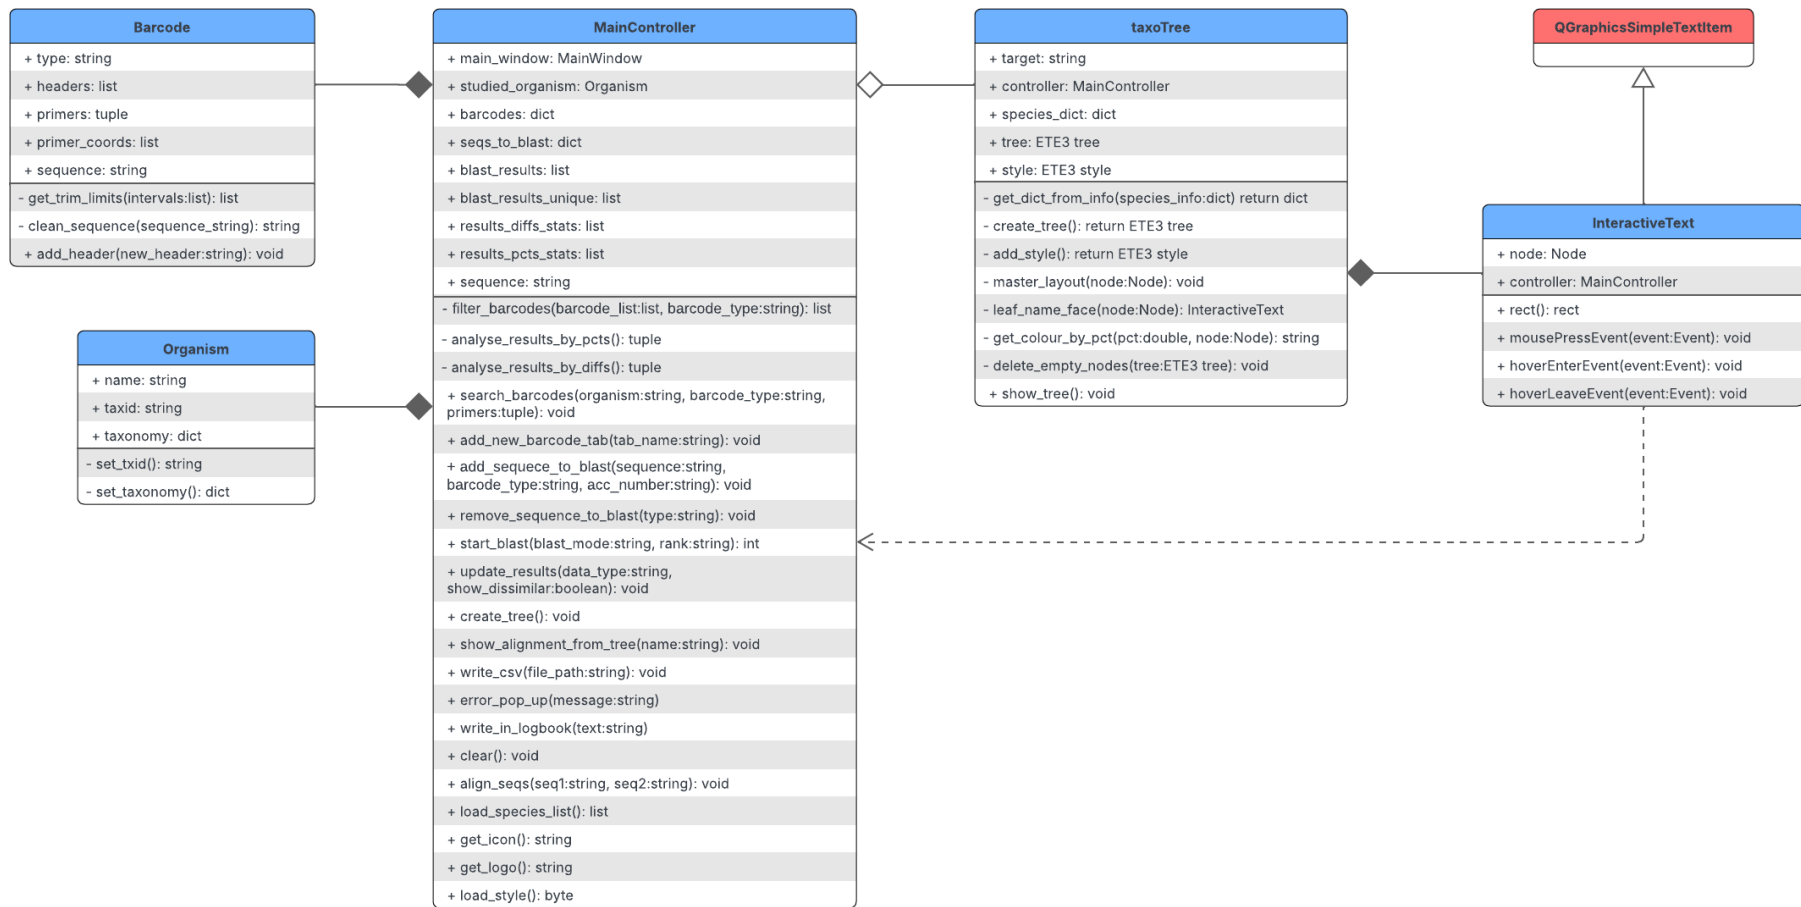 Barcode
+ type: string
+ headers: list
+ primers: tuple
+ primer_coords: list
+ sequence: string
- get_trim_limits(intervals:list): list
- clean_sequence(sequence_string): string
+ add_header(new_header:string): void
Organism
+ name: string
+ taxid: string
+ taxonomy: dict
- set_txid(): string
- set_taxonomy(): dict
MainController
+ main_window: MainWindow
+ studied_organism: Organism
+ barcodes: dict
+ seqs_to_blast: dict
+ blast_results: list
+ blast_results_unique: list
+ results_diffs_stats: list
+ results_pcts_stats: list
+ sequence: string
- filter_barcodes(barcode_list:list, barcode_type:string): list
- analyse_results_by_pcts(): tuple
- analyse_results_by_diffs(): tuple
+ search_barcodes(organism:string, barcode_type:string,
primers:tuple): void
+ add_new_barcode_tab(tab_name:string): void
+ add_sequece_to_blast(sequence:string,
barcode_type:string, acc_number:string): void
+ remove_sequence_to_blast(type:string): void
+ start_blast(blast_mode:string, rank:string): int
+ update_results(data_type:string,
show_dissimilar:boolean): void
+ create_tree(): void
+ show_alignment_from_tree(name:string): void
+ write_csv(file_path:string): void
+ error_pop_up(message:string)
+ write_in_logbook(text:string)
+ clear(): void
+ align_seqs(seq1:string, seq2:string): void
+ load_species_list(): list
+ get_icon(): string
+ get_logo(): string
+ load_style(): byte
taxoTree
+ target: string
+ controller: MainController
+ species_dict: dict
+ tree: ETE3 tree
+ style: ETE3 style
- get_dict_from_info(species_info:dict) return dict
- create_tree(): return ETE3 tree
- add_style(): return ETE3 style
- master_layout(node:Node): void
- leaf_name_face(node:Node): InteractiveText
- get_colour_by_pct(pct:double, node:Node): string
- delete_empty_nodes(tree:ETE3 tree): void
+ show_tree(): void
QGraphicsSimpleTextItem
InteractiveText
+ node: Node
+ controller: MainController
+ rect(): rect
+ mousePressEvent(event:Event): void
+ hoverEnterEvent(event:Event): void
+ hoverLeaveEvent(event:Event): void